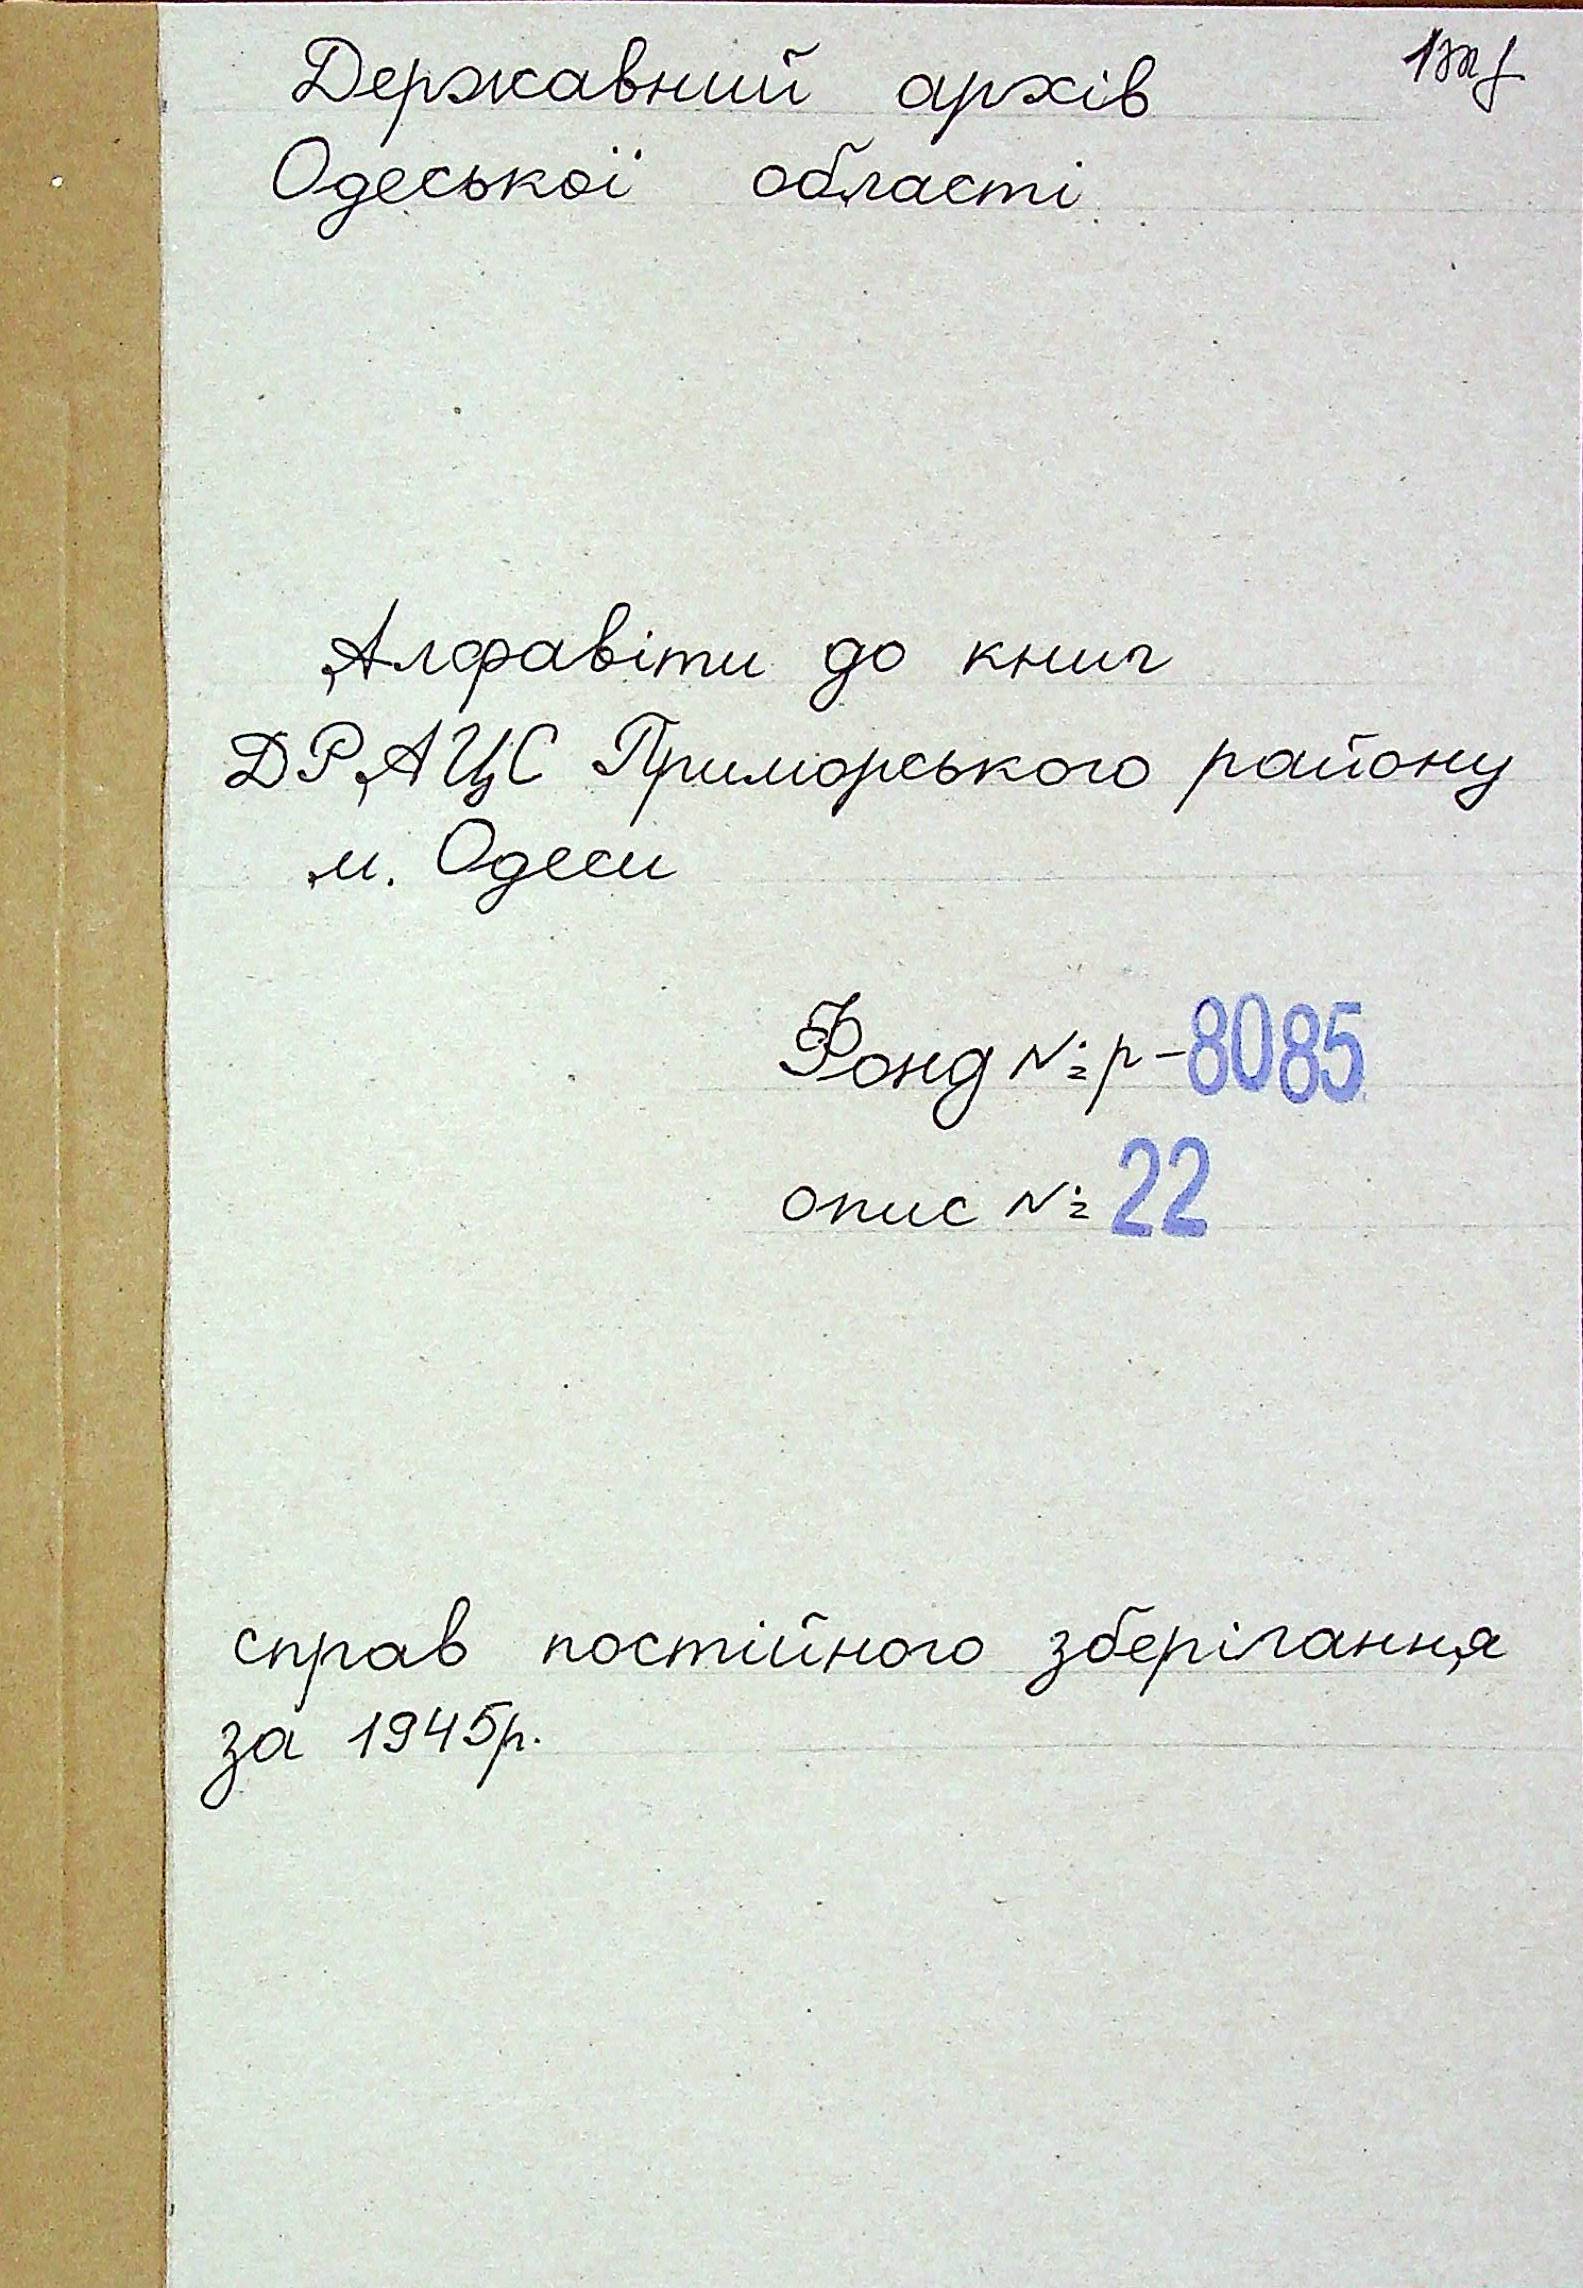 Державний архів
Одеської області
Алфавіти до книг
ДРАЦС Приморського району
м. Одеси
Фонд № р-8085
опис № 22
справ постійного зберігання
за 1945р.